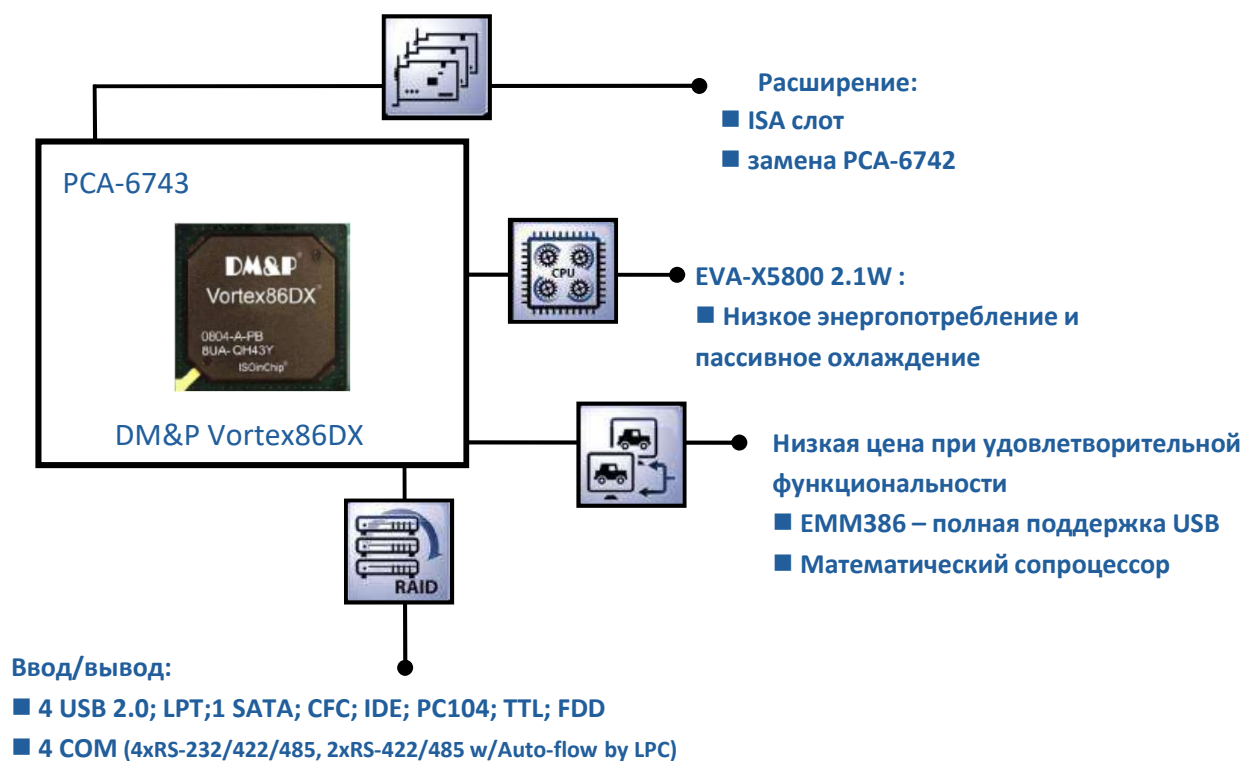 Расширение:
■ ISA слот
■ замена PCA-6742
PCA-6743
DM&P
Vortex86DX
0804-A-PB
8UA-QH43Y
ISOinChip
DM&P Vortex86DX
CPU
EVA-X5800 2.1W :
■ Низкое энергопотребление и
пассивное охлаждение
Низкая цена при удовлетворительной
функциональности
■ EMM386 – полная поддержка USB
■ Математический сопроцессор
RAID
Ввод/вывод:
■ 4 USB 2.0; LPT;1 SATA; CFC; IDE; PC104; TTL; FDD
■ 4 COM (4xRS-232/422/485, 2xRS-422/485 w/Auto-flow by LPC)